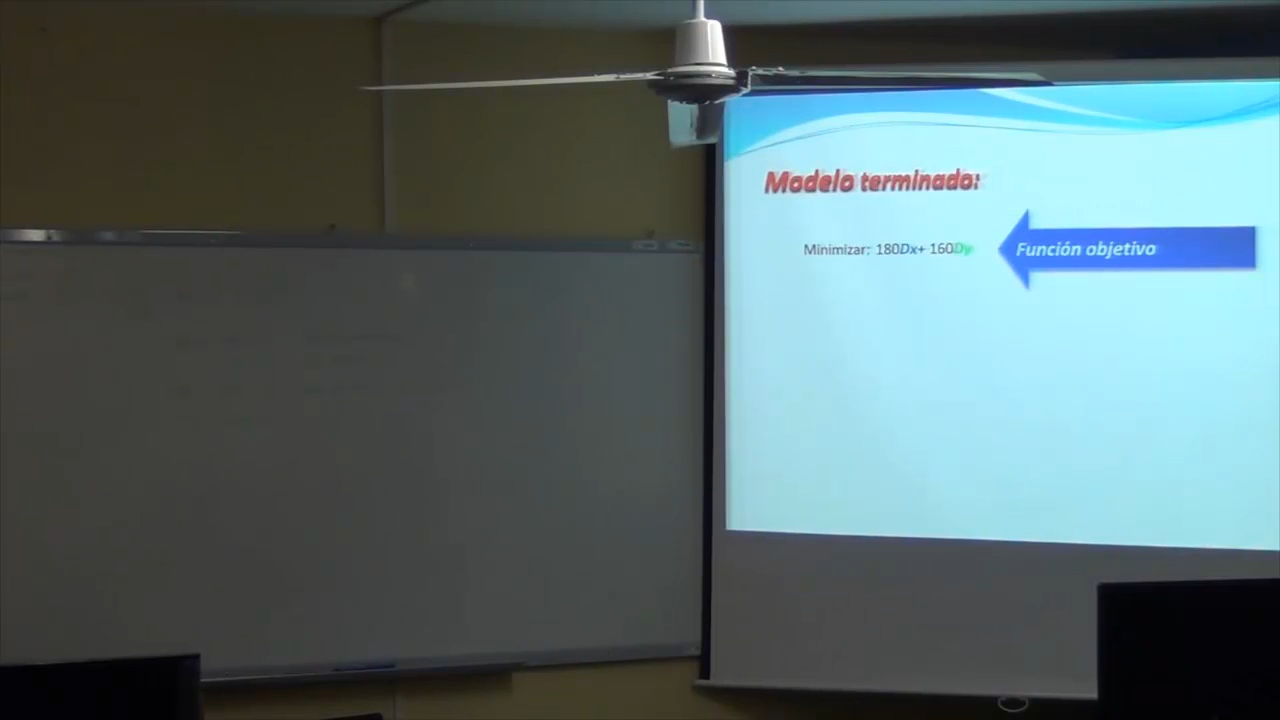 Modelo terminado:
Minimizar: 180Dx+ 160Dy
Función objetivo